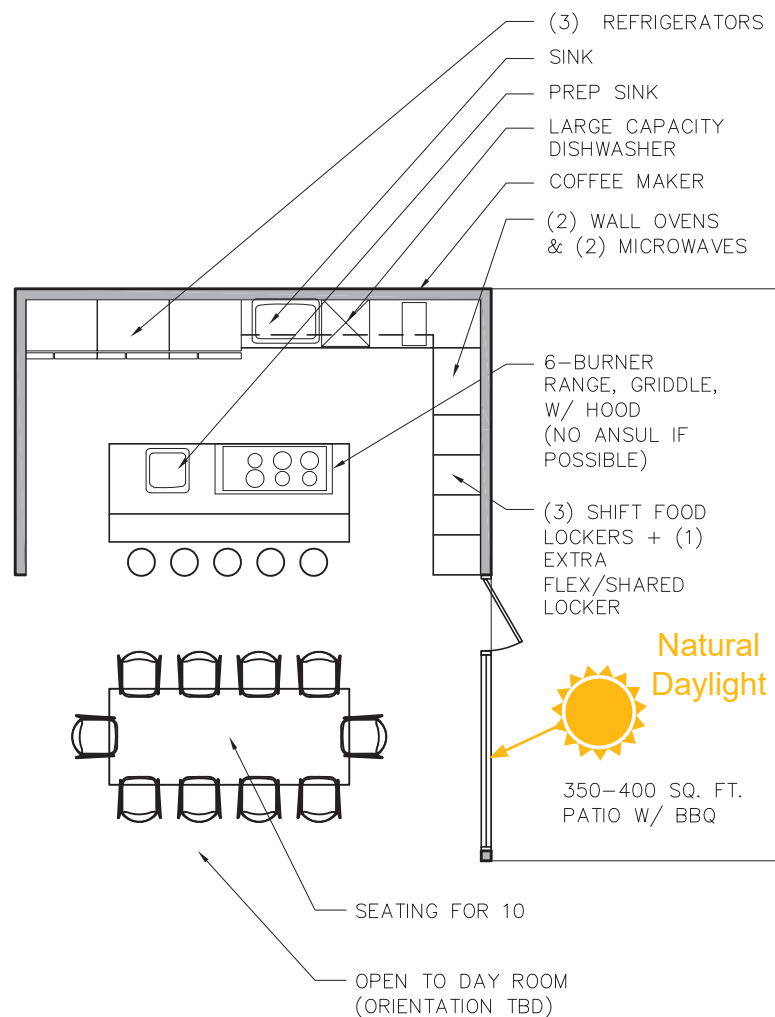 (3) REFRIGERATORS
SINK
PREP SINK
LARGE CAPACITY
DISHWASHER
COFFEE MAKER
(2) WALL OVENS
& (2) MICROWAVES
6-BURNER
RANGE, GRIDDLE,
W/ HOOD
(NO ANSUL IF
POSSIBLE)
(3) SHIFT FOOD
LOCKERS + (1)
EXTRA
FLEX/SHARED
LOCKER
Natural
Daylight
350-400 SQ. FT.
PATIO W/ BBQ
SEATING FOR 10
OPEN TO DAY ROOM
(ORIENTATION TBD)